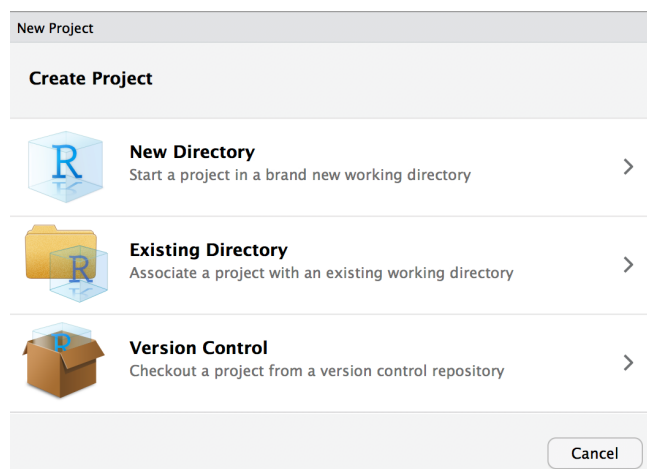 New Project
Create Project
R
New Directory
Start a project in a brand new working directory
R
Existing Directory
Associate a project with an existing working directory
R
Version Control
Checkout a project from a version control repository
Cancel